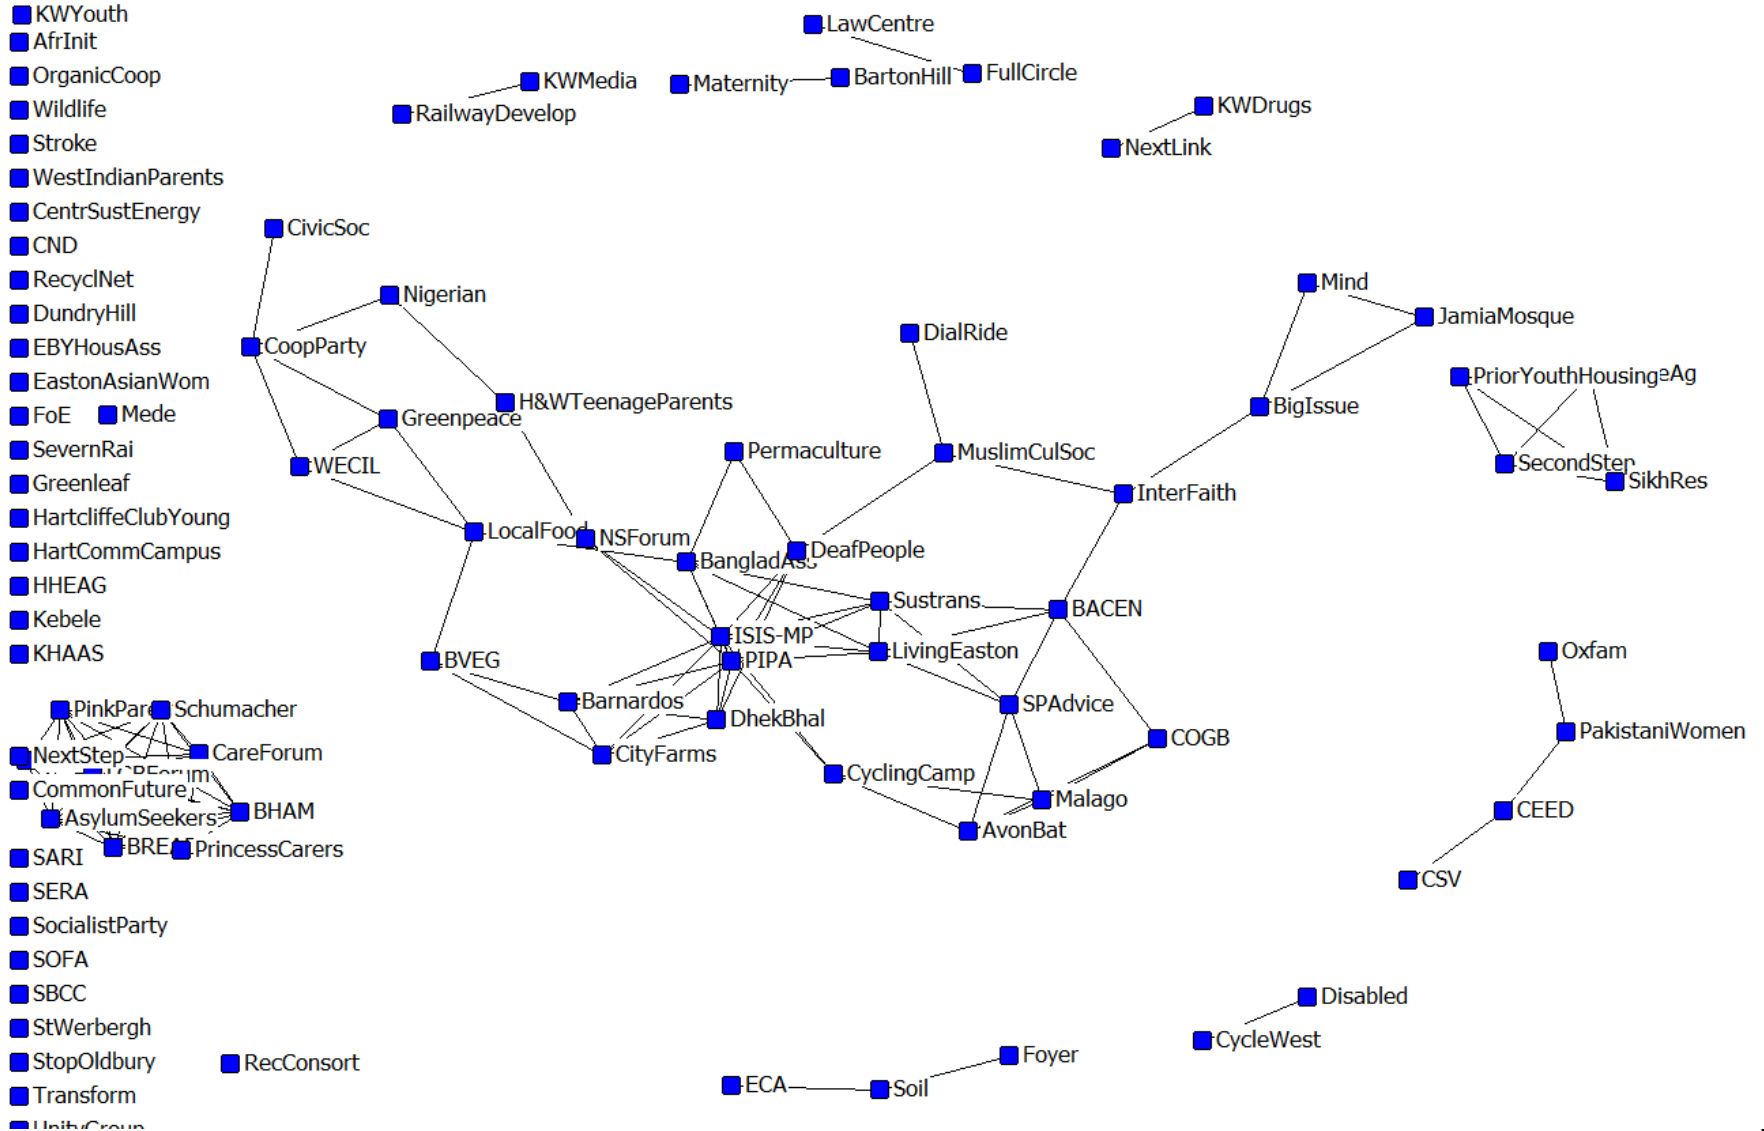 KWYouth
LawCentre
AfrInit
OrganicCoop
KWMedia
Maternity
BartonHill
FullCircle
Wildlife
RailwayDevelop
KWDrugs
Stroke
NextLink
WestIndianParents
CentrSustEnergy
CivicSoc
CND
RecyclNet
Mind
Nigerian
DundryHill
JamiaMosque
DialRide
EBYHousAss
CoopParty
EastonAsianWom
PriorYouthHousing
eAg
FoE
Mede
H&WTeenageParents
BigIssue
Greenpeace
SevernRai
Permaculture
MuslimCulSoc
WECIL
SecondStep
Greenleaf
SikhRes
InterFaith
HartcliffeClubYoung
LocalFood
NSForum
HartCommCampus
DeafPeople
BangladAss
HHEAG
Sustrans
BACEN
Kebele
ISIS-MP
KHAAS
BVEG
PIPA
LivingEaston
Oxfam
PinkPare
Schumacher
Barnardos
SPAdvice
DhekBhal
PakistaniWomen
COGB
NextStep
CareForum
CityFarms
CyclingCamp
CommonFuture
Malago
AsylumSeekers
BHAM
CEED
AvonBat
PrincessCarers
SARI
CSV
SERA
SocialistParty
SOFA
SBCC
Disabled
StWerbergh
CycleWest
StopOldbury
RecConsort
Foyer
ECA
Soil
Transform
UnityGroup